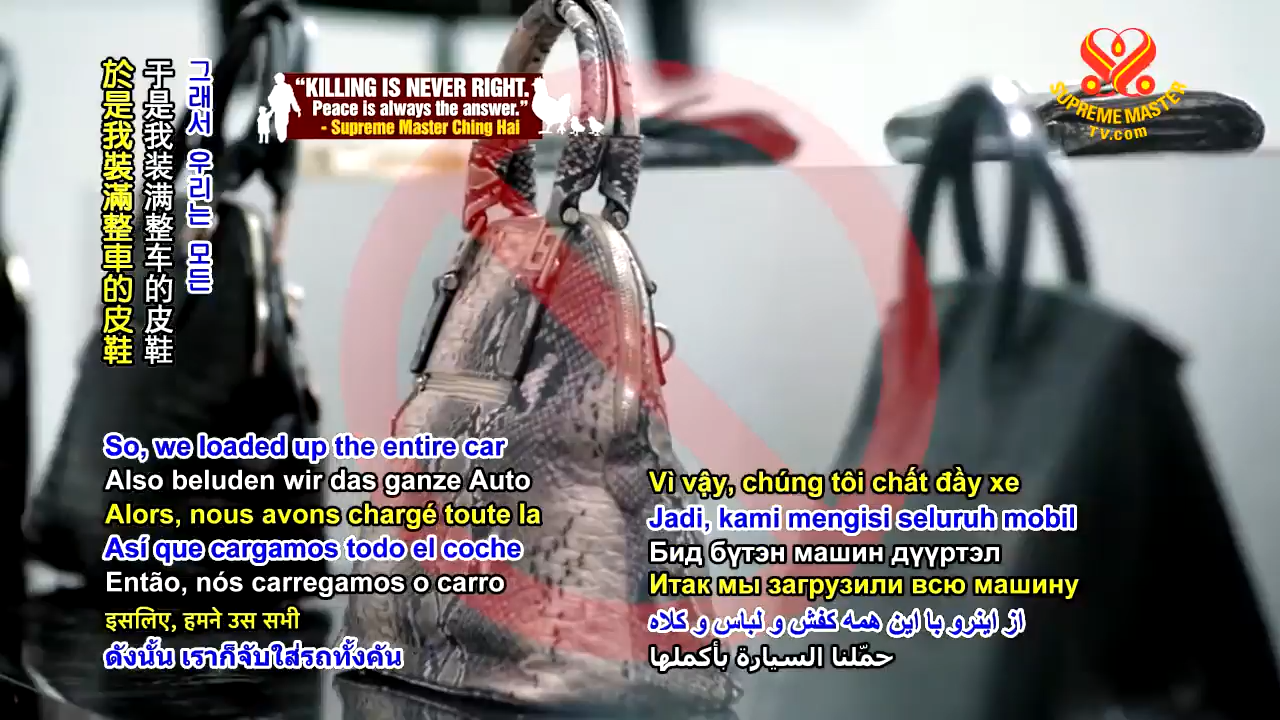 於是我裝滿整車的皮鞋
于是我装满整车的皮鞋
그래서 우리는 모든
“KILLING IS NEVER RIGHT.
Peace is always the answer.”
- Supreme Master Ching Hai
SUPREME MASTER
TV.com
So, we loaded up the entire car
Also beluden wir das ganze Auto
Alors, nous avons chargé toute la
Así que cargamos todo el coche
Então, nós carregamos o carro
इसलिए, हमने उस सभी
ดังนั้น เราก็จับใส่รถทั้งคัน
Vì vậy, chúng tôi chất đầy xe
Jadi, kami mengisi seluruh mobil
Бид бүтэн машин дүүртэл
Итак мы загрузили всю машину
از اینرو با این همه کفش و لباس و کلاه
حمّلنا السيارة بأكملها